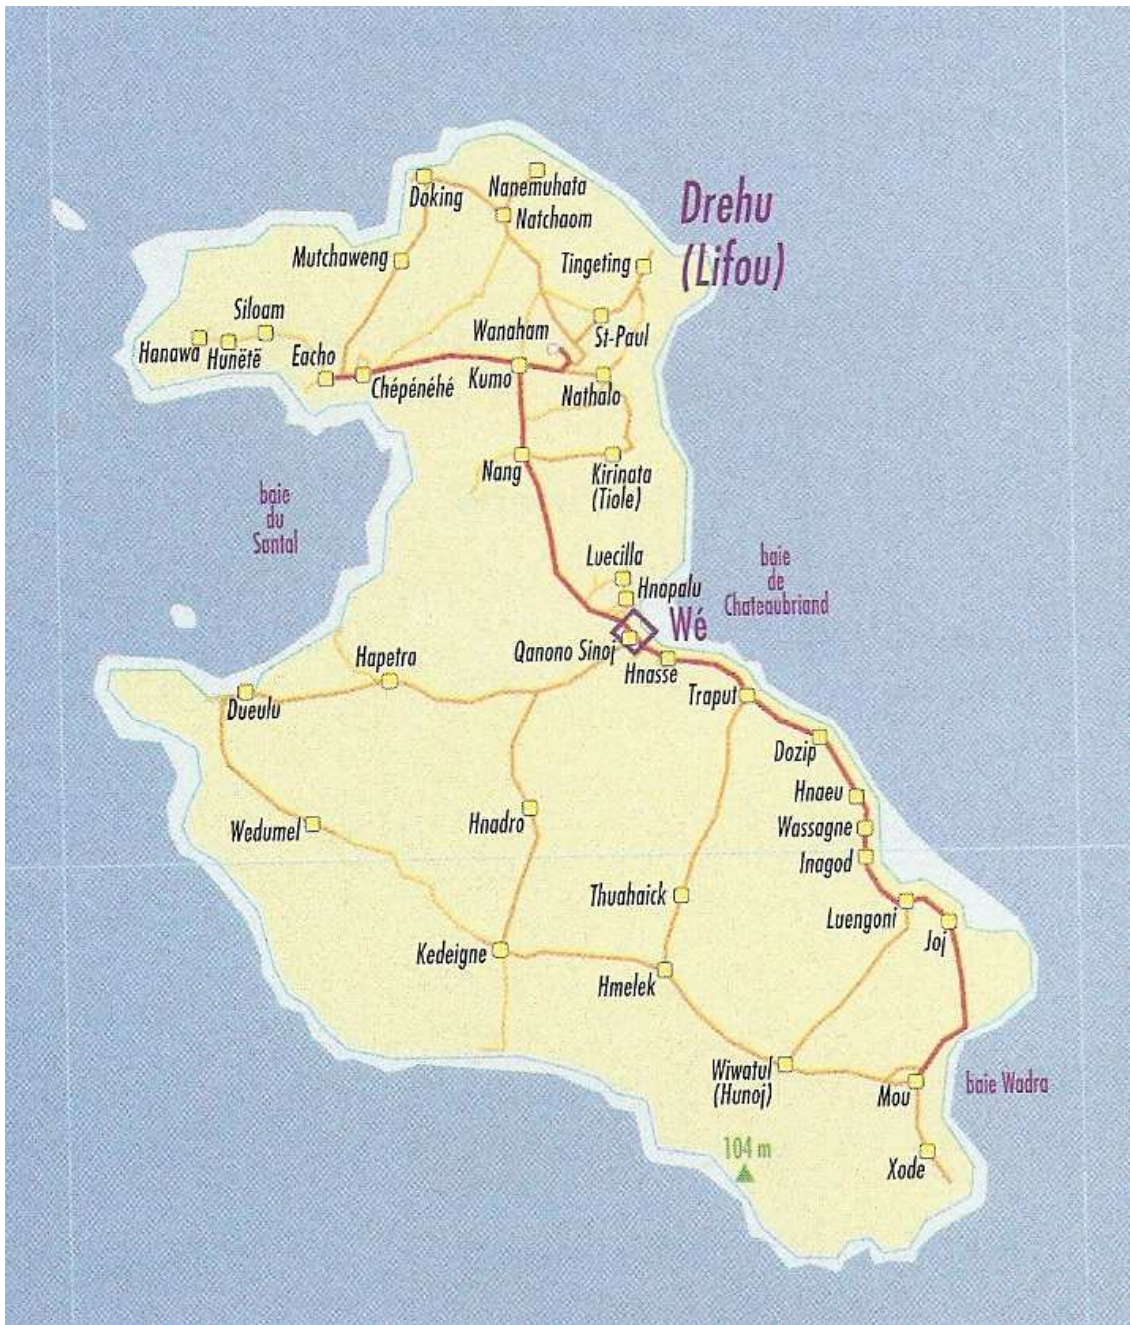 Drehu
(Lifou)
Nanemuhata
Doking
Natchaom
Mutchaweng
Tingeting
Siloam
Wanaham
St-Paul
Hanawa
Hunëtë
Eacho
Chépénéhé
Kumo
Nathalo
Nang
Kirinata
(Tiole)
baie
du
Santal
Luecilla
Hnapalu
baie
de
Chateaubriand
Wé
Qanono Sinoj
Hnasse
Hapetra
Traput
Dueulu
Dozip
Hnaeu
Wedumel
Hnadro
Wassagne
Inagod
Thuahaick
Luengoni
Joj
Kedeigne
Hmelek
Wiwatul
(Hunoj)
Mou
baie Wadra
104 m
Xode